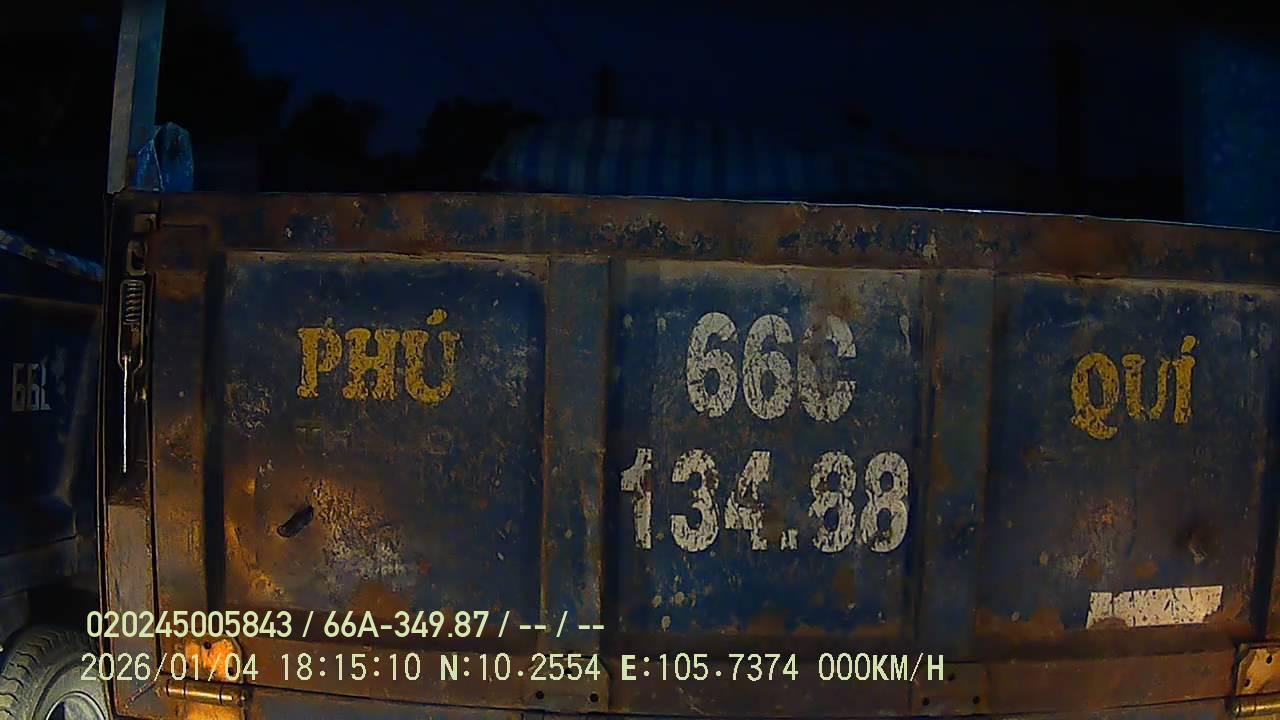 PHÚ
66C
134.88
QUÍ
66L
020245005843 / 66A-349.87 / -- / --
2026/01/04 18:15:10 N:10.2554 E:105.7374 000KM/H